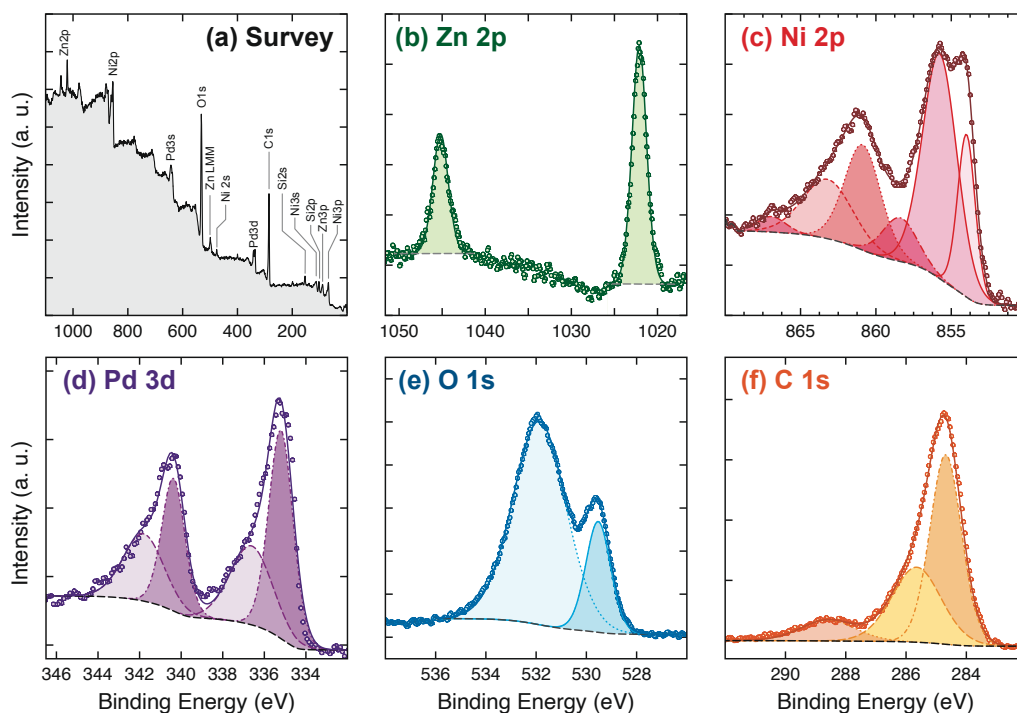 (a) Survey
Intensity (a. u.)
Zn2p
Ni2p
Pd3s
O1s
Zn LMM
Ni 2s
Pd3d
C1s
Si2s
Ni3s
Si2p
Zn3p
Ni3p
1000 800 600 400 200
(b) Zn 2p
1050 1040 1030 1020
(c) Ni 2p
865 860 855
(d) Pd 3d
Intensity (a. u.)
346 344 342 340 338 336 334
Binding Energy (eV)
(e) O 1s
536 534 532 530 528
Binding Energy (eV)
(f) C 1s
290 288 286 284
Binding Energy (eV)